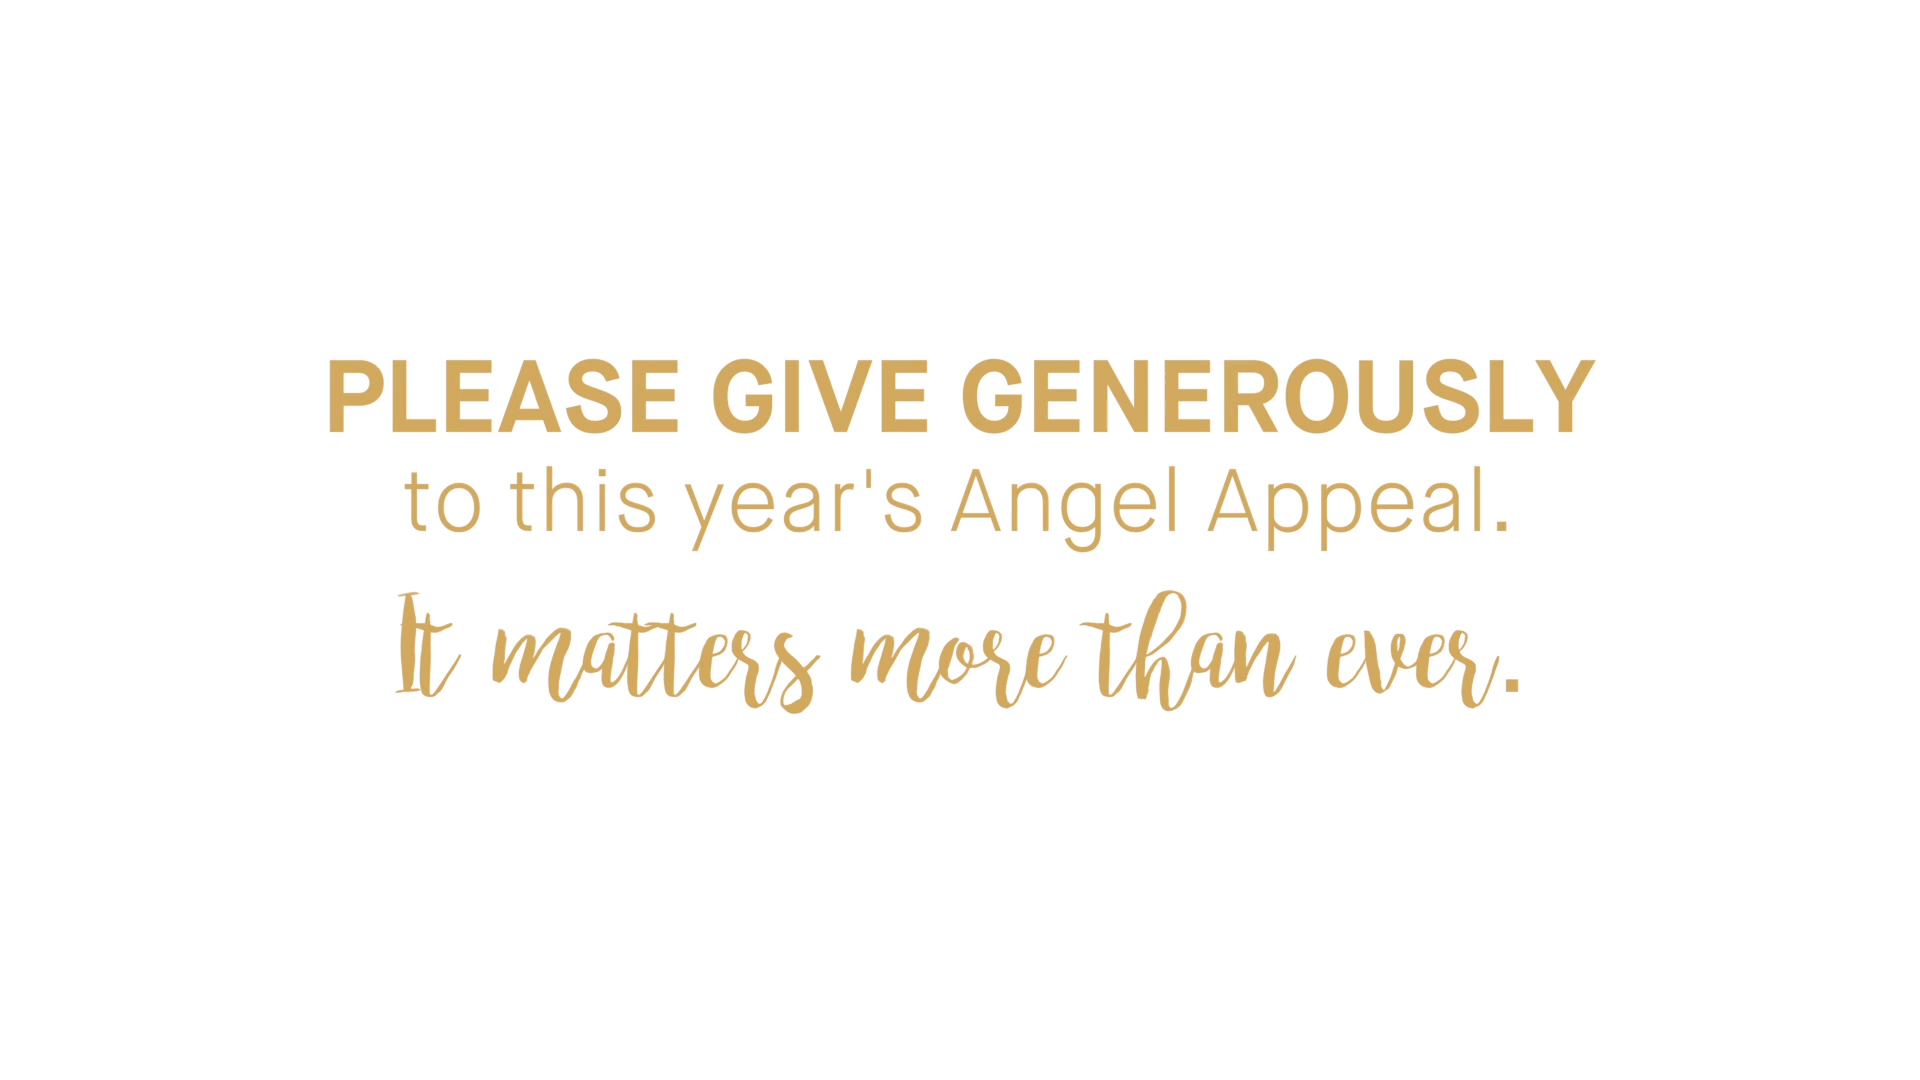 PLEASE GIVE GENEROUSLY
to this year's Angel Appeal.
It matters more than ever.